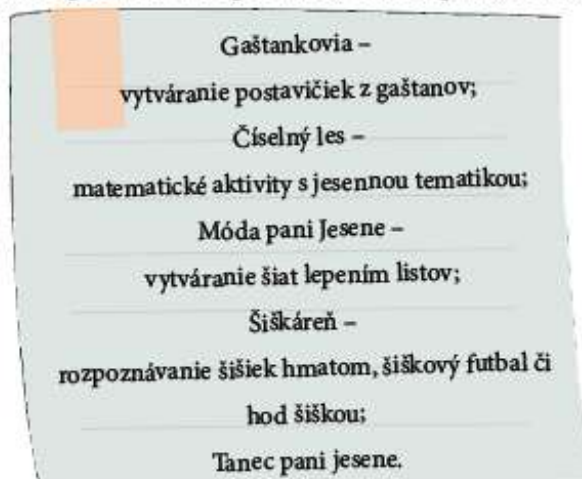 Gaštankovia –
vytváranie postavičiek z gaštanov;
Číselný les –
matematické aktivity s jesennou tematikou;
Móda pani Jesene –
vytváranie šiat lepením listov;
Šiškáreň –
rozpoznávanie šišiek hmatom, šiškový futbal či
hod šiškou;
Tanec pani jesene.